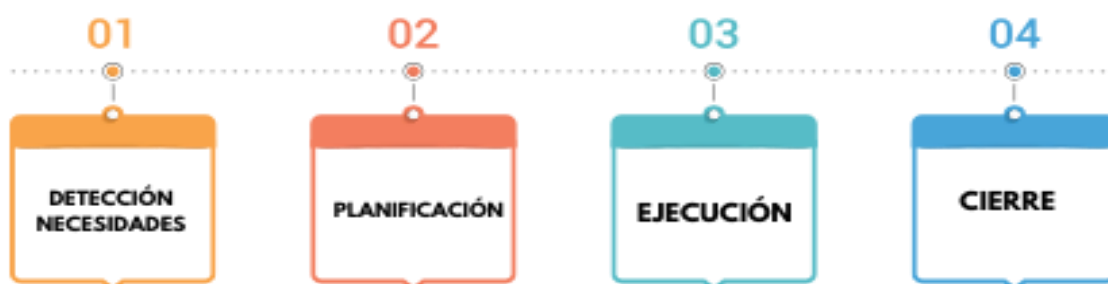 01
02
03
04
DETECCIÓN
NECESIDADES
PLANIFICACIÓN
EJECUCIÓN
CIERRE